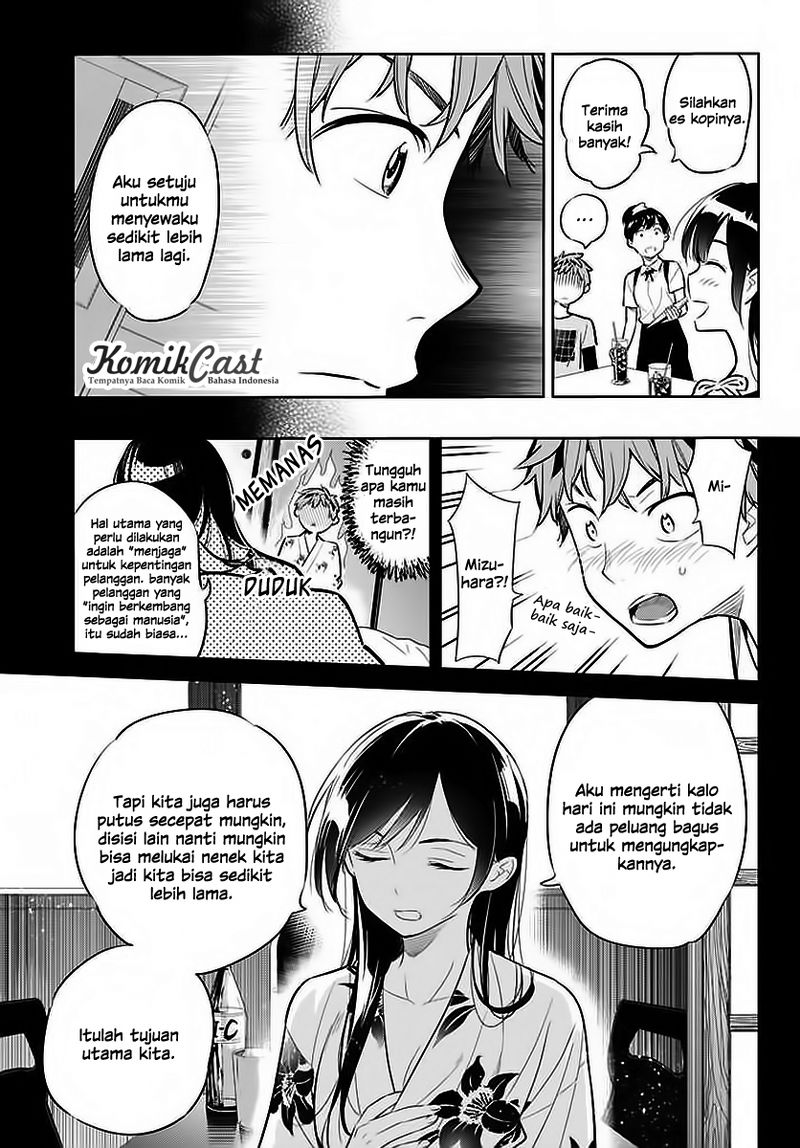 Silahkan
es kopinya.
Terima
kasih
banyak!
...
Aku setuju
untukmu
menyewaku
sedikit lebih
lama lagi.
KomikCast
Tempatnya Baca Komik Bahasa Indonesia
Mi-
Mizu-
hara?!
Apa baik-
baik saja-
Tungguh
apa kamu
masih
terba-
ngun?!
MEMANAS
DUDUK
Hal utama yang
perlu dilakukan
adalah "menjaga"
untuk kepentingan
pelanggan. banyak
pelanggan yang
"ingin berkembang
sebagai manusia",
itu sudah biasa...
Aku mengerti kalo
hari ini mungkin tidak
ada peluang bagus
untuk mengungkap-
kannya.
Tapi kita juga harus
putus secepat mungkin,
disisi lain nanti mungkin
bisa melukai nenek kita
jadi kita bisa sedikit
lebih lama.
Itulah tujuan
utama kita.